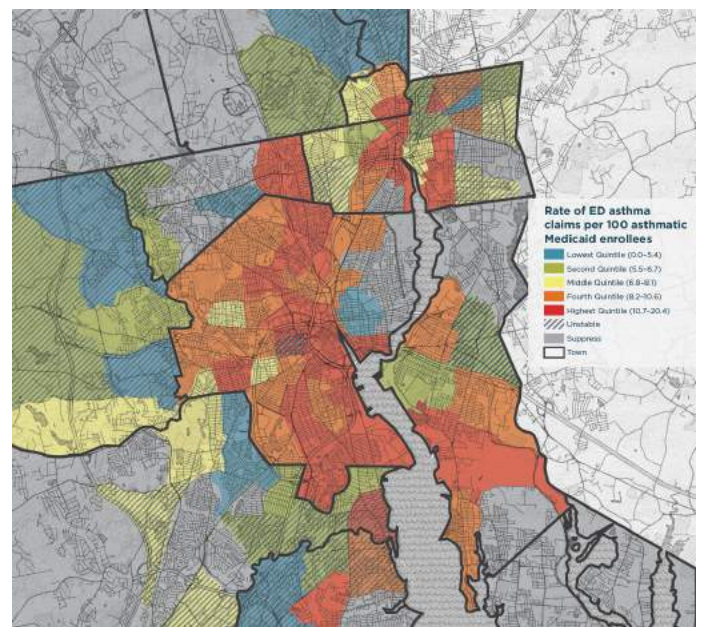 Rate of ED asthma
claims per 100 asthmatic
Medicaid enrollees
Lowest Quintile (0.0-5.4)
Second Quintile (5.5-6.7)
Middle Quintile (6.8-8.1)
Fourth Quintile (8.2-10.6)
Highest Quintile (10.7-20.4)
Unstable
Suppress
Town